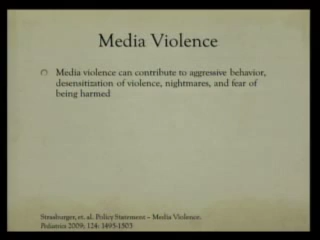 Media Violence
Media violence can contribute to aggressive behavior,
desensitization of violence, nightmares, and fear of
being harmed
Strasburger, et. al. Policy Statement – Media Violence.
Pediatrics 2009; 124: 1495-1503